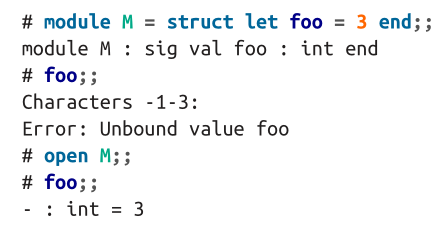 # module M = struct let foo = 3 end;;
module M : sig val foo : int end
# foo;;
Characters -1-3:
Error: Unbound value foo
# open M;;
# foo;;
- : int = 3